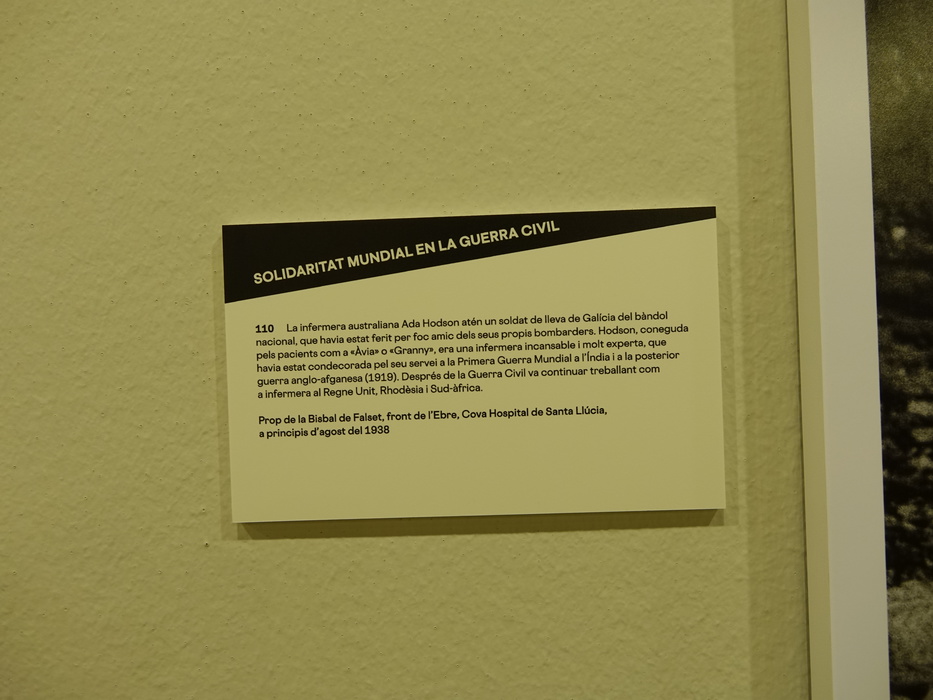 SOLIDARITAT MUNDIAL EN LA GUERRA CIVIL
110 La infermera australiana Ada Hodson atén un soldat de lleva de Galícia del bàndol
nacional, que havia estat ferit per foc amic dels seus propis bombarders. Hodson, coneguda
pels pacients com a «Àvia» o «Granny», era una infermera incansable i molt experta, que
havia estat condecorada pel seu servei a la Primera Guerra Mundial a l'Índia i a la posterior
guerra anglo-afganesa (1919). Després de la Guerra Civil va continuar treballant com
a infermera al Regne Unit, Rhodèsia i Sud-àfrica.
Prop de la Bisbal de Falset, front de l'Ebre, Cova Hospital de Santa Llúcia,
a principis d'agost del 1938